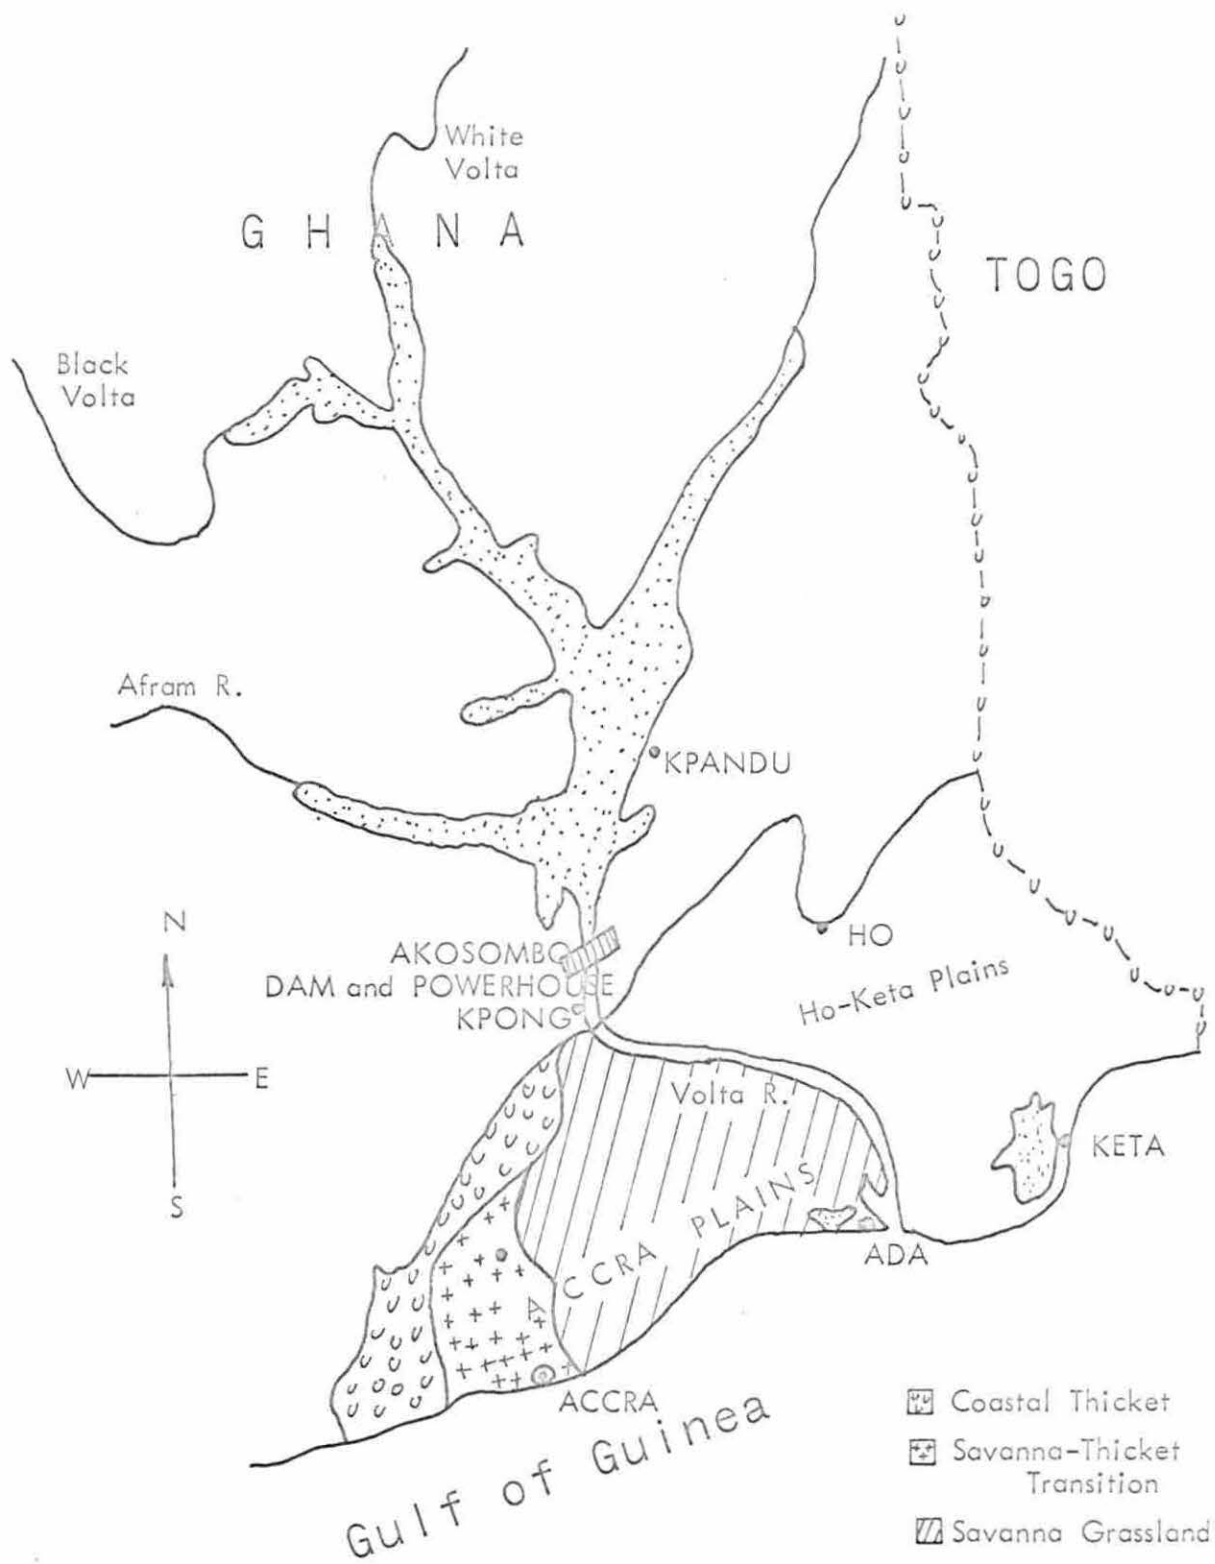 White
Volta
G H A N A
TOGO
Black
Volta
Afram R.
KPANDU
N
HO
AKOSOMBO
DAM and POWERHOUSE
Ho-Keta Plains
KPONG
W
E
Volta R.
KETA
S
ACCRA PLAINS
ADA
ACCRA
Coastal Thicket
Gulf of Guinea
Savanna-Thicket
Transition
Savanna Grassland